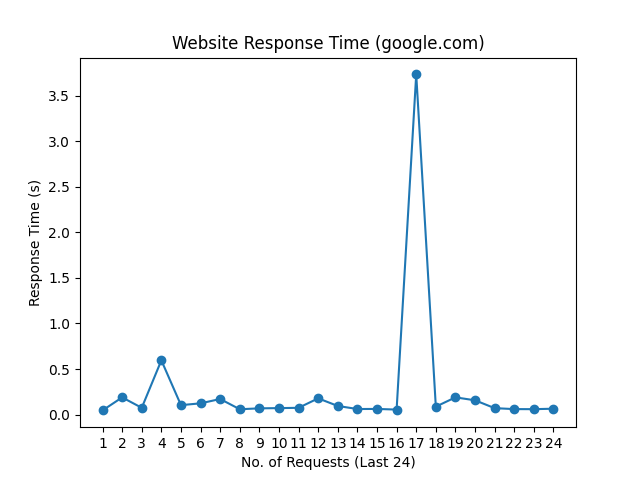 Website Response Time (google.com)
3.5
3.0
2.5
2.0
1.5
1.0
0.5
0.0
Response Time (s)
1 2 3 4 5 6 7 8 9 10 11 12 13 14 15 16 17 18 19 20 21 22 23 24
No. of Requests (Last 24)